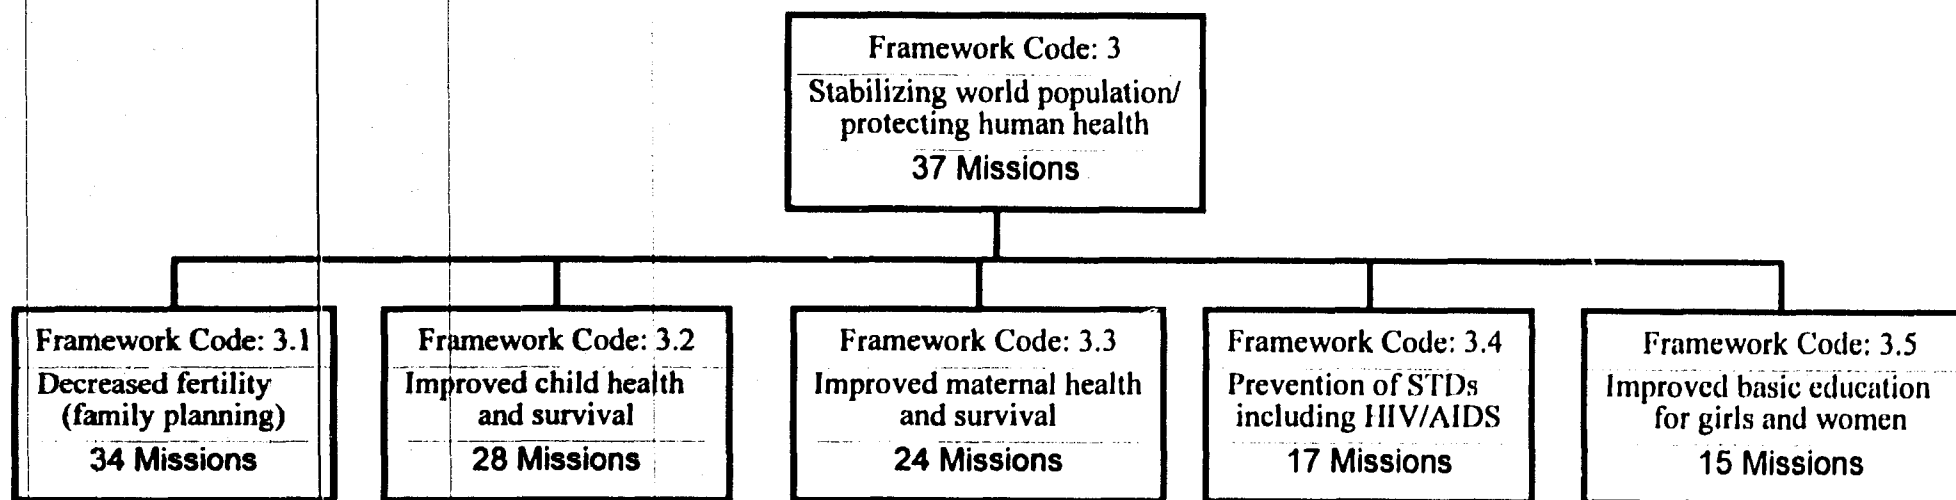 Framework Code: 3
Stabilizing world population/
protecting human health
37 Missions
Framework Code: 3.1
Decreased fertility
(family planning)
34 Missions
Framework Code: 3.2
Improved child health
and survival
28 Missions
Framework Code: 3.3
Improved maternal health
and survival
24 Missions
Framework Code: 3.4
Prevention of STDs
including HIV/AIDS
17 Missions
Framework Code: 3.5
Improved basic education
for girls and women
15 Missions